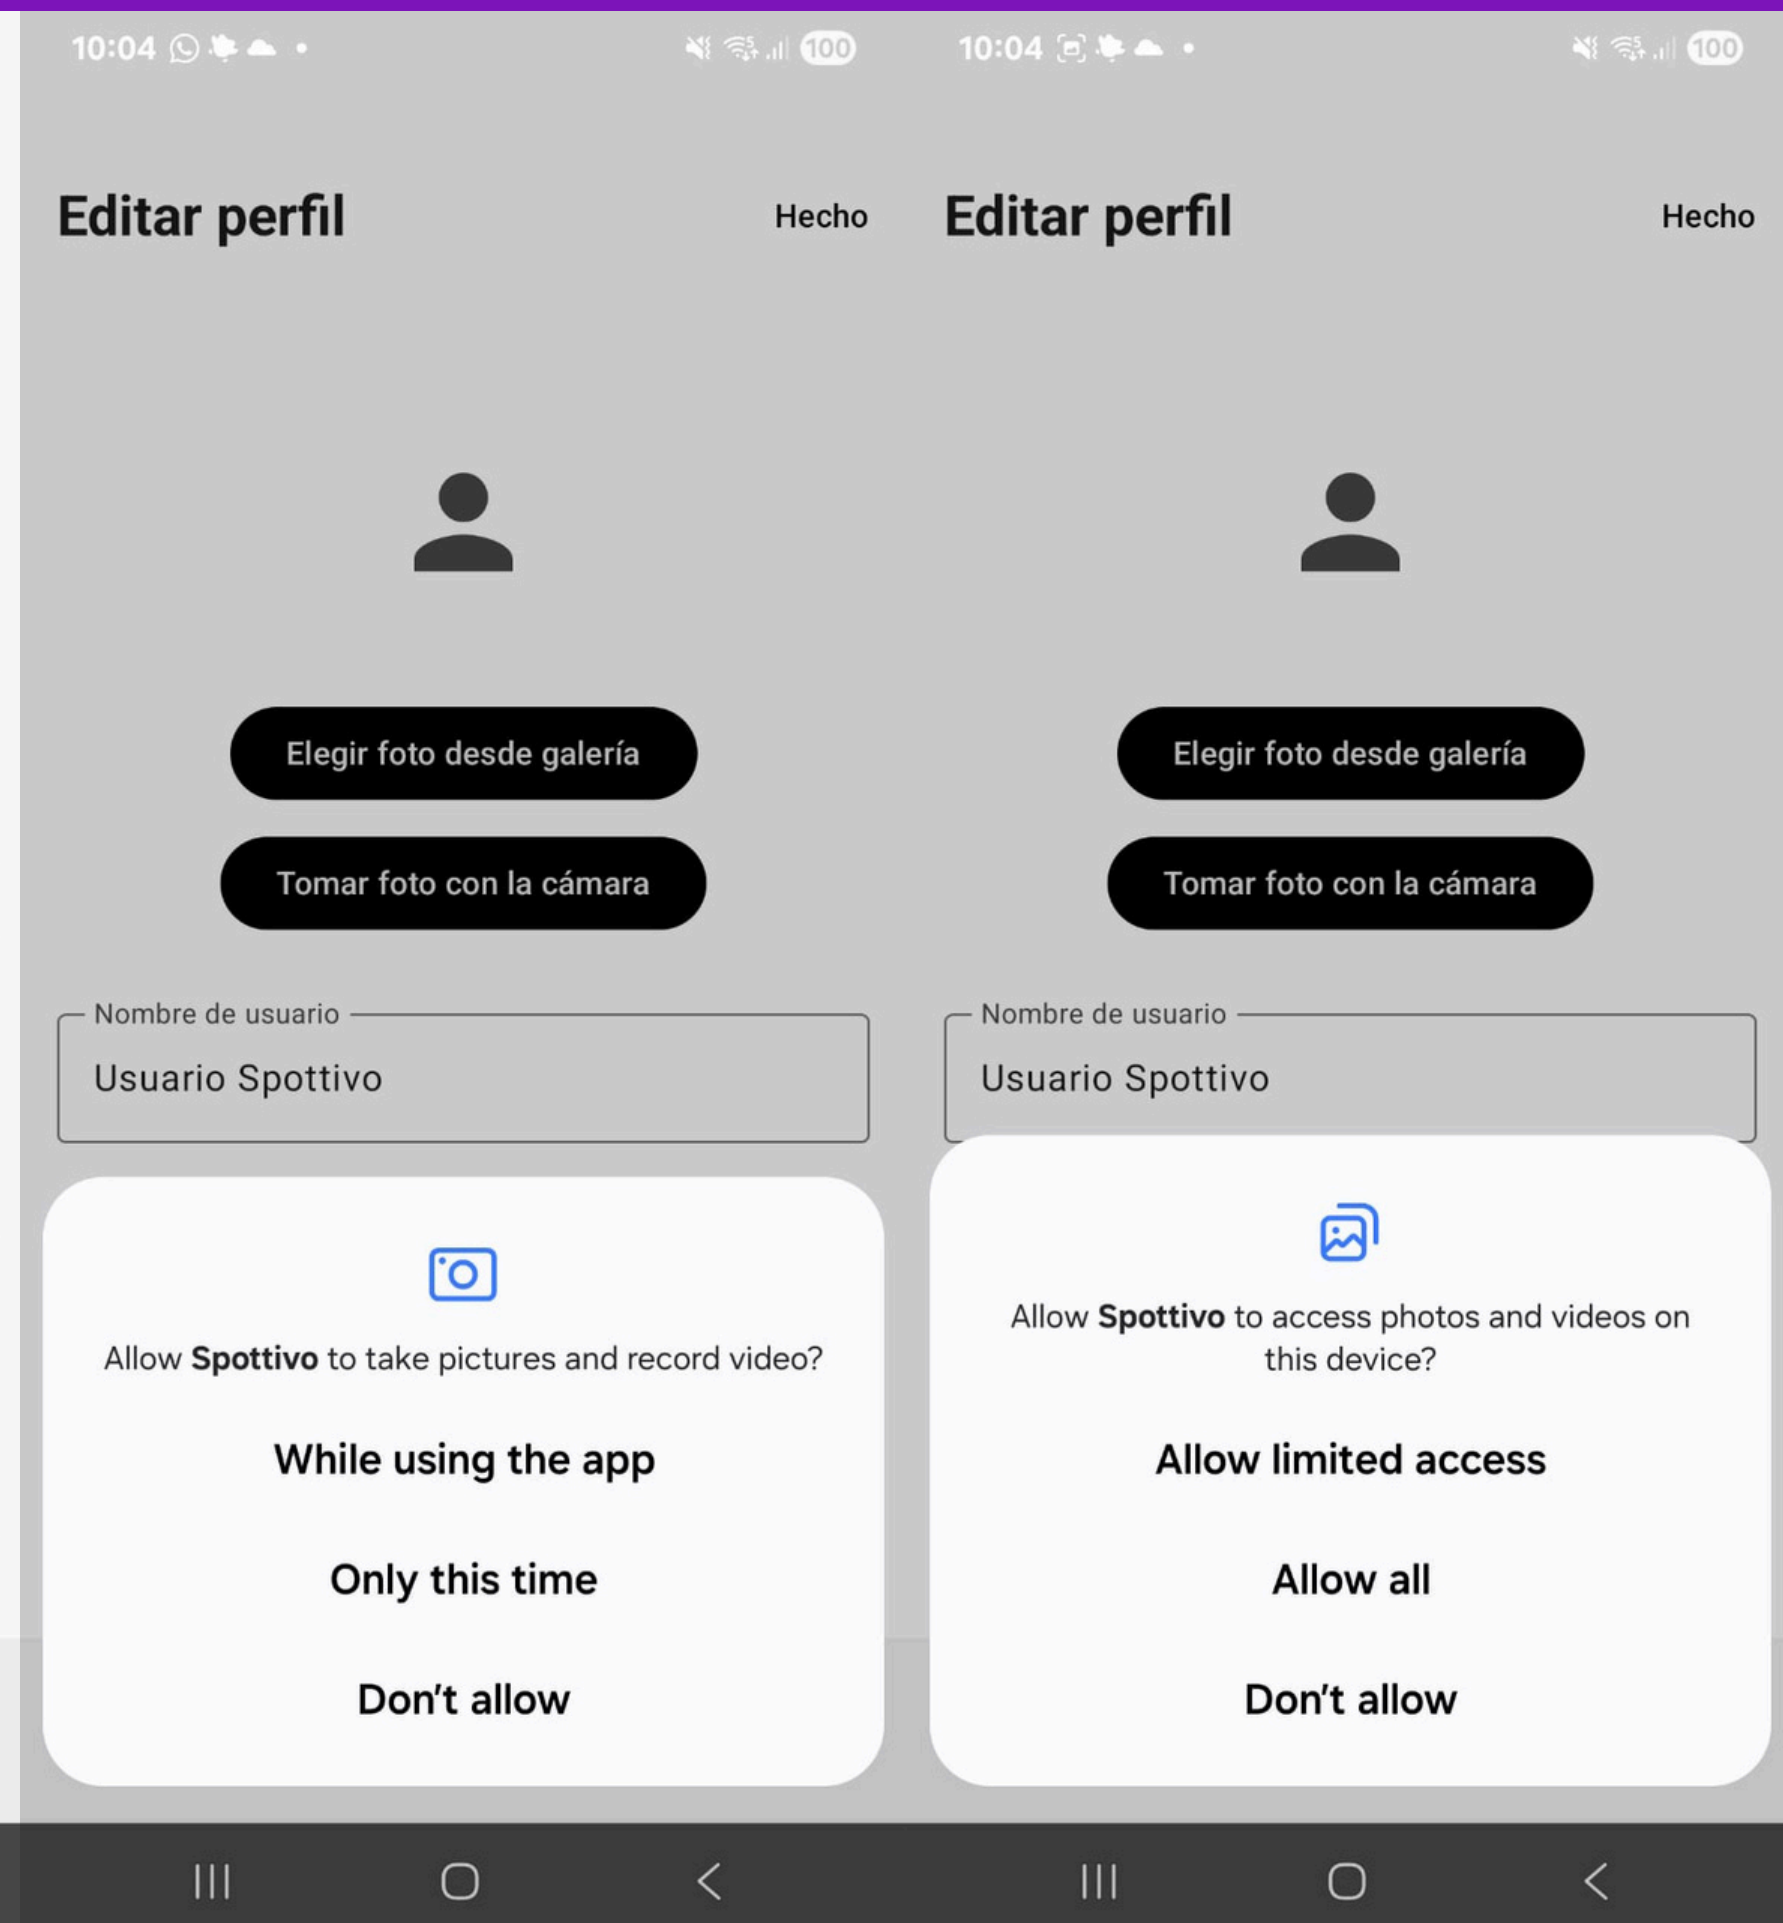 10:04
100
Editar perfil
Hecho
Elegir foto desde galería
Tomar foto con la cámara
Nombre de usuario
Usuario Spottivo
Allow Spottivo to take pictures and record video?
While using the app
Only this time
Don't allow
10:04
100
Editar perfil
Hecho
Elegir foto desde galería
Tomar foto con la cámara
Nombre de usuario
Usuario Spottivo
Allow Spottivo to access photos and videos on
this device?
Allow limited access
Allow all
Don't allow